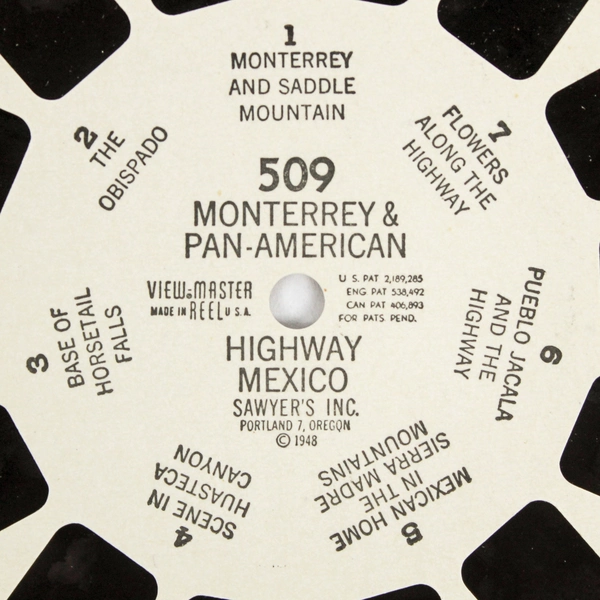 1
MONTERREY
AND SADDLE
MOUNTAIN
2
THE
OBISPADO
3
BASE OF
HORSETAIL
FALLS
4
SCENE IN
HUASTECA
CANYON
5
MEXICAN HOME
IN THE
SIERRA MADRE
MOUNTAINS
6
PUEBLO JACALA
AND THE
HIGHWAY
7
FLOWERS
ALONG THE
HIGHWAY
509
MONTERREY &
PAN-AMERICAN
VIEW-MASTER
MADE IN REEL U.S.A.
U.S. PAT 2,189,285
ENG PAT 538,492
CAN PAT 406,893
FOR PATS PEND.
HIGHWAY
MEXICO
SAWYER'S INC.
PORTLAND 7, OREGON
© 1948